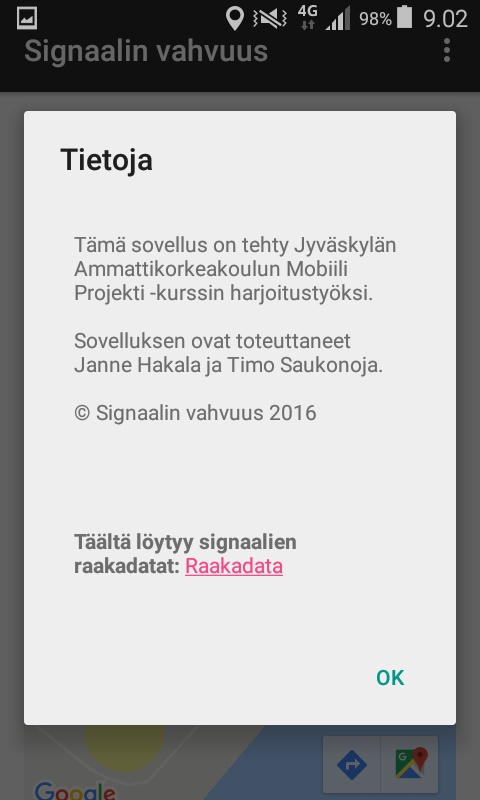 4G 98% 9.02
Signaalin vahvuus
Tietoja
Tämä sovellus on tehty Jyväskylän
Ammattikorkeakoulun Mobiili
Projekti -kurssin harjoitustyöksi.
Sovelluksen ovat toteuttaneet
Janne Hakala ja Timo Saukonoja.
© Signaalin vahvuus 2016
Täältä löytyy signaalien
raakadatat: Raakadata
OK
Google